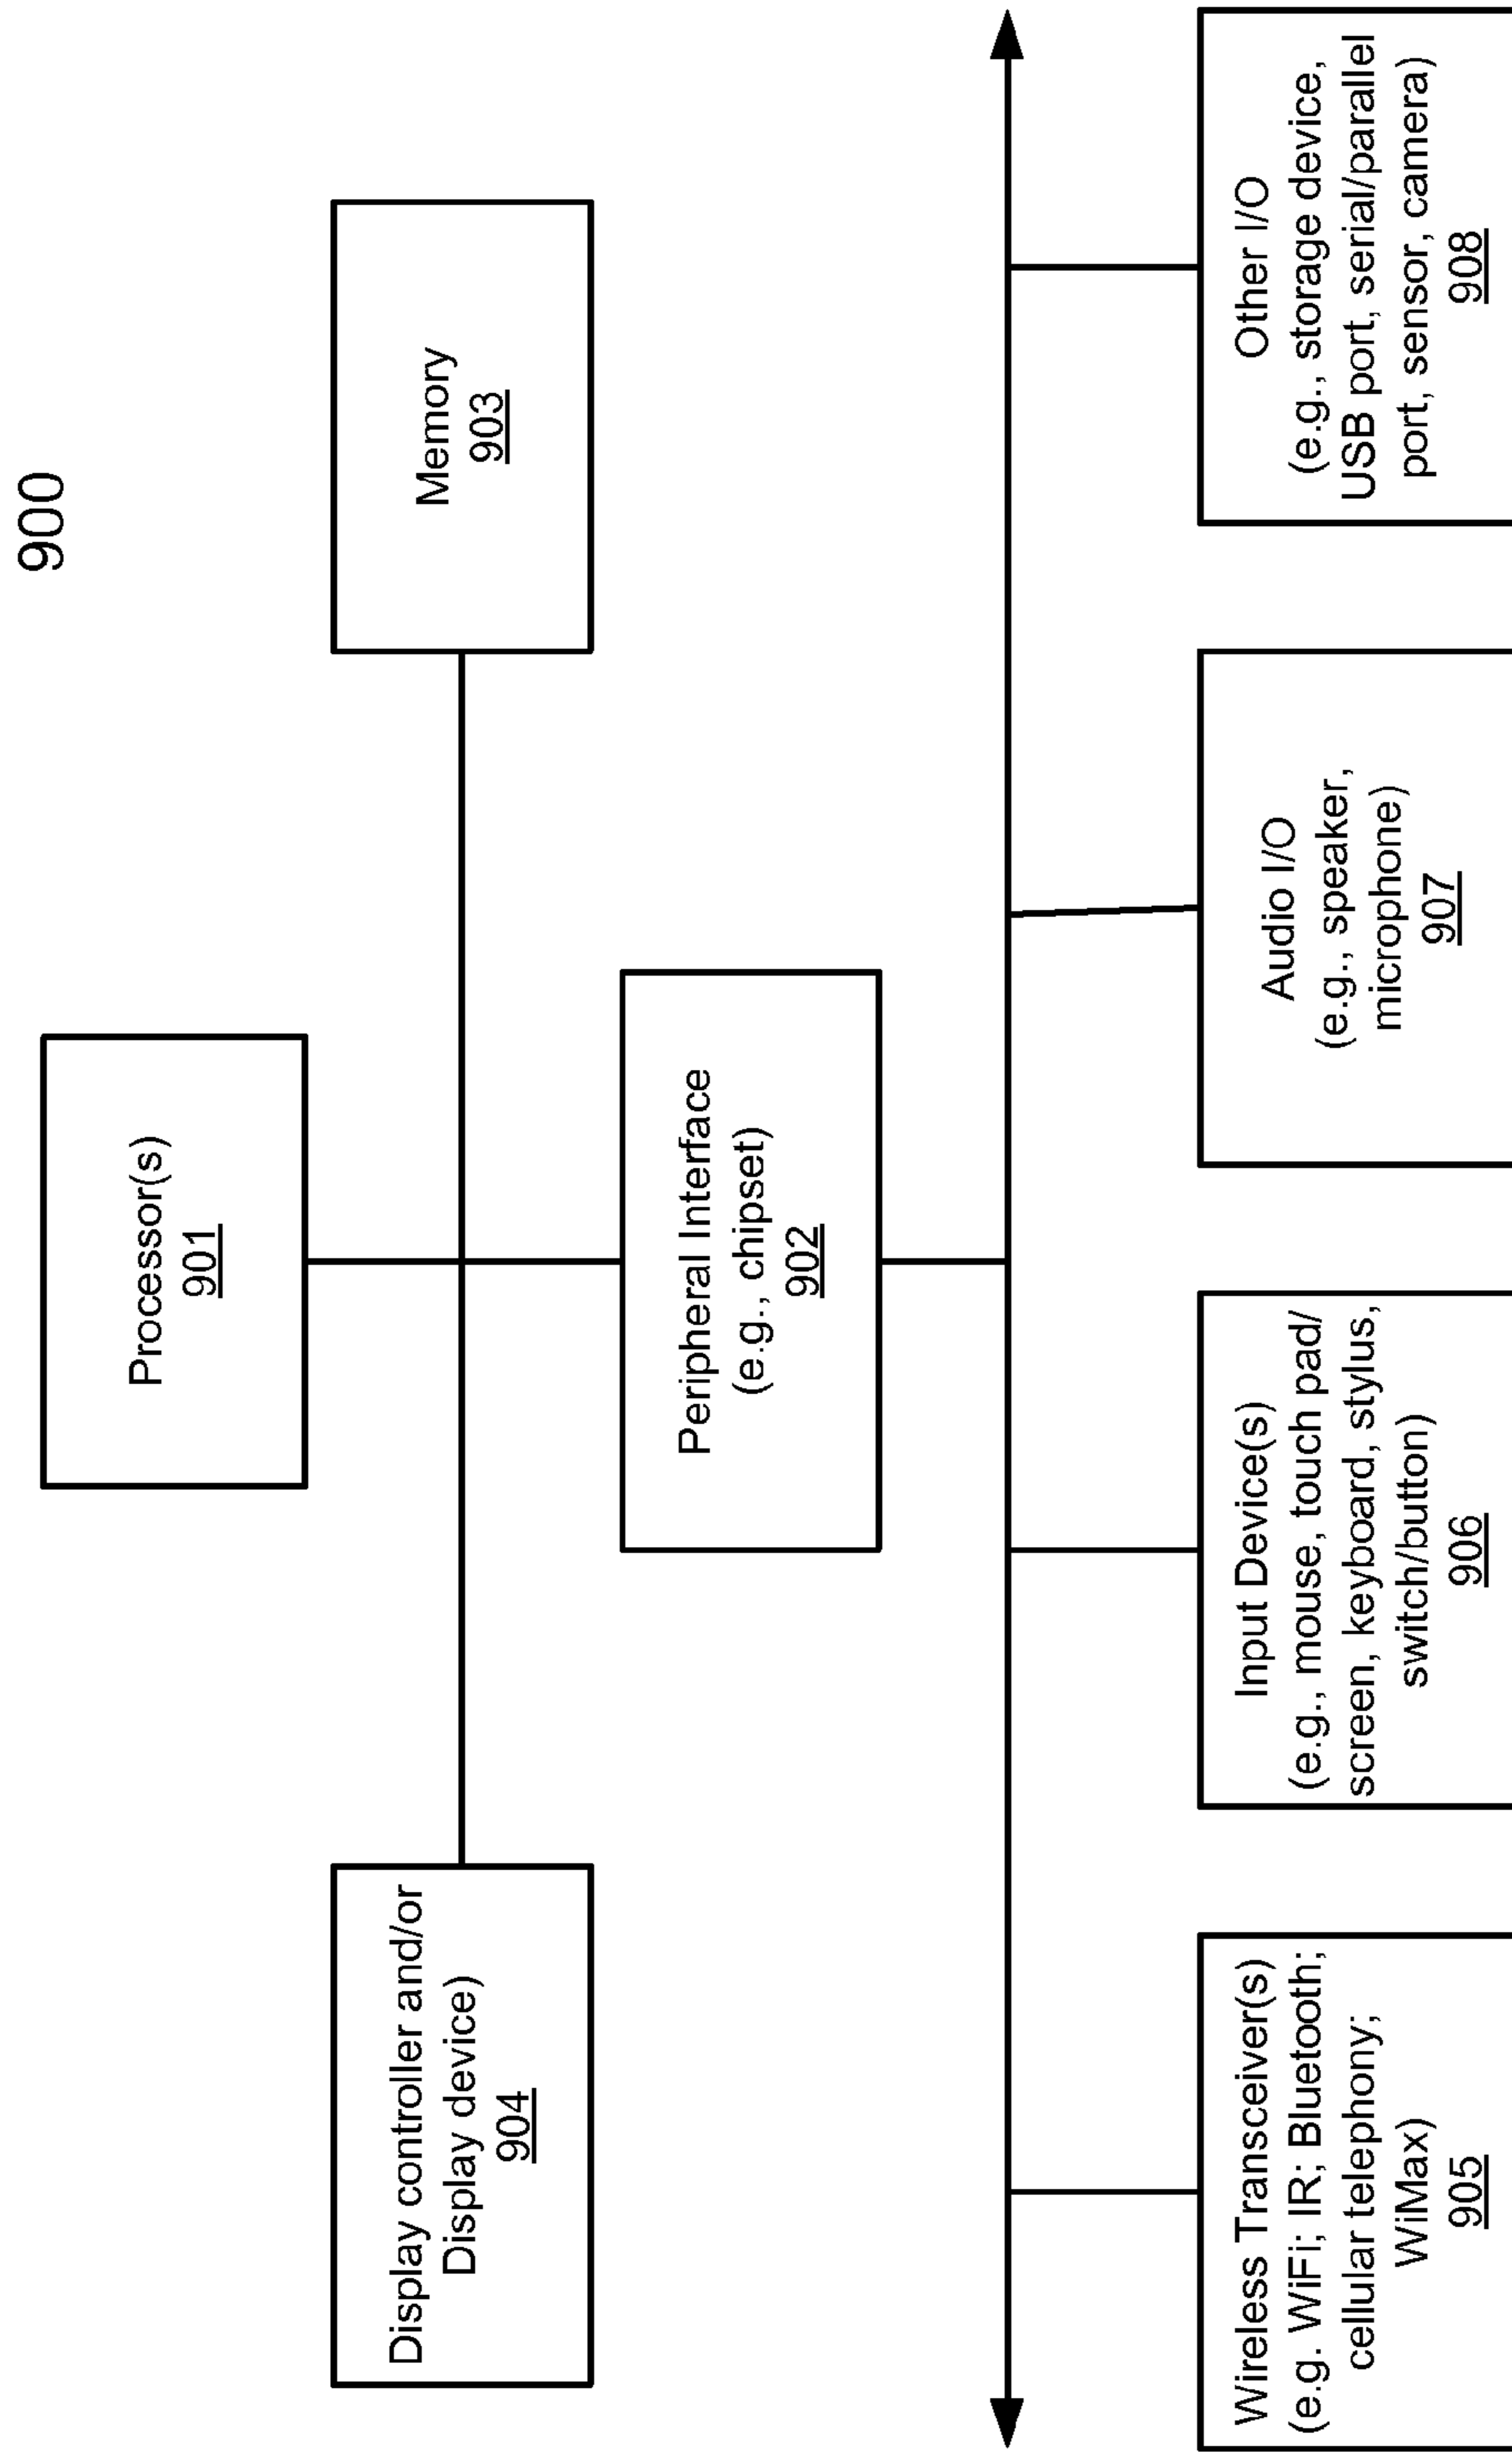 900
Processor(s)
901
Display controller and/or
Display device)
904
Memory
903
Peripheral Interface
(e.g., chipset)
902
Wireless Transceiver(s)
(e.g. WiFi; IR; Bluetooth;
cellular telephony;
WiMax)
905
Input Device(s)
(e.g., mouse, touch pad/
screen, keyboard, stylus,
switch/button)
906
Audio I/O
(e.g., speaker,
microphone)
907
Other I/O
(e.g., storage device,
USB port, serial/parallel
port, sensor, camera)
908